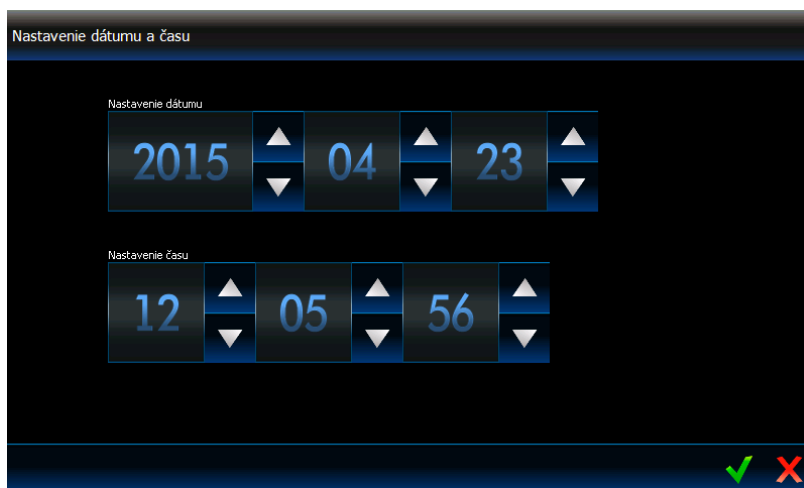 Nastavenie dátumu a času
Nastavenie dátumu
2015 04 23
Nastavenie času
12 05 56